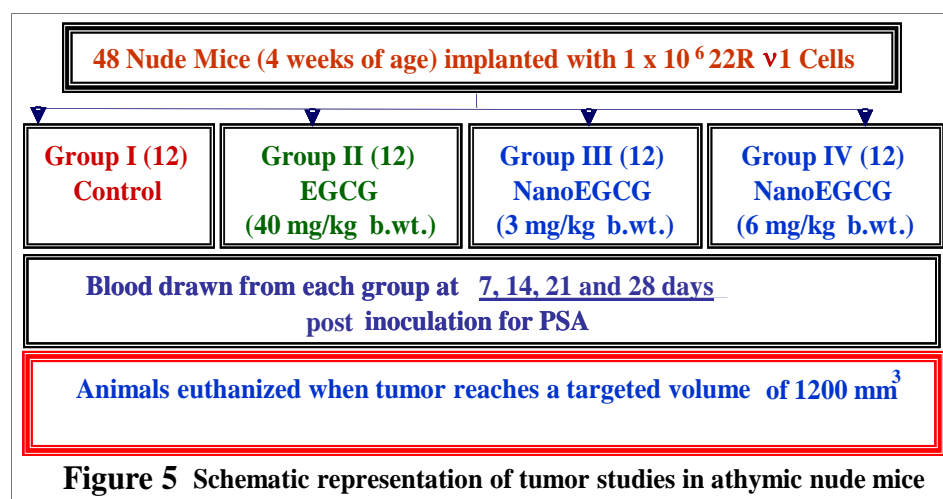 48 Nude Mice (4 weeks of age) implanted with 1 x 10 6 22R ν1 Cells
Group I (12)
Control
Group II (12)
EGCG
(40 mg/kg b.wt.)
Group III (12)
NanoEGCG
(3 mg/kg b.wt.)
Group IV (12)
NanoEGCG
(6 mg/kg b.wt.)
Blood drawn from each group at 7, 14, 21 and 28 days
post inoculation for PSA
Animals euthanized when tumor reaches a targeted volume of 1200 mm3
Figure 5 Schematic representation of tumor studies in athymic nude mice